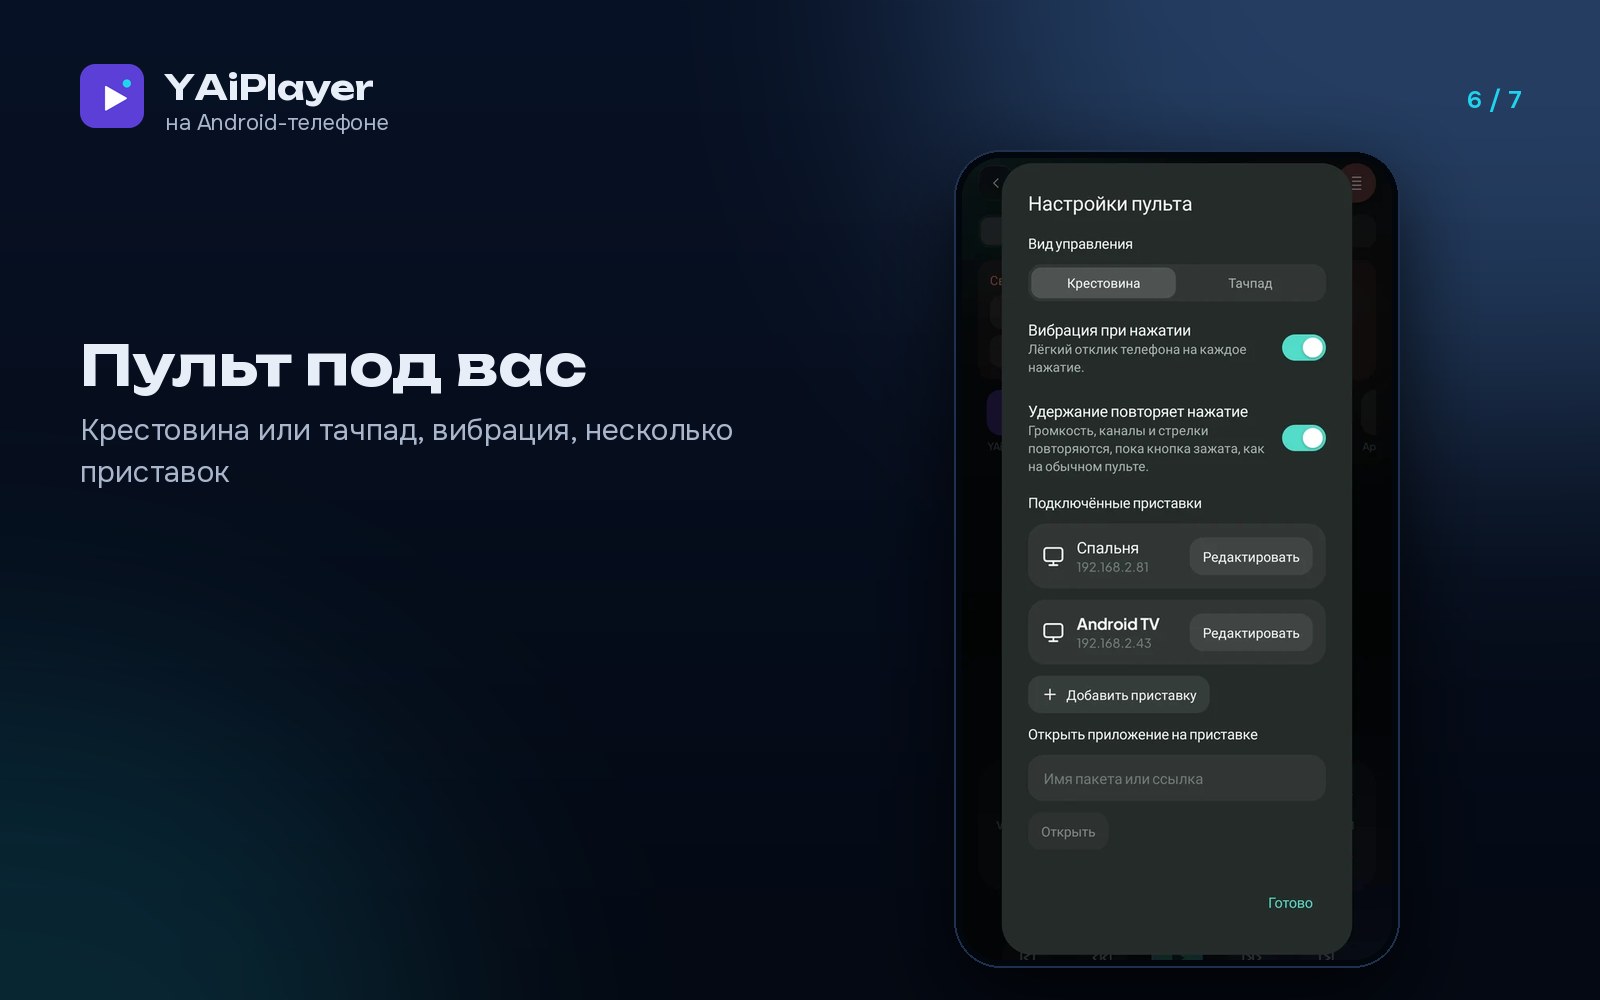 YAiPlayer
на Android-телефоне
6 / 7
Пульт под вас
Крестовина или тачпад, вибрация, несколько
приставок
Настройки пульта
Вид управления
Крестовина
Тачпад
Вибрация при нажатии
Лёгкий отклик телефона на каждое
нажатие.
Удержание повторяет нажатие
Громкость, каналы и стрелки
повторяются, пока кнопка зажата, как
на обычном пульте.
Подключённые приставки
Спальня
192.168.2.81
Редактировать
Android TV
192.168.2.43
Редактировать
+ Добавить приставку
Открыть приложение на приставке
Имя пакета или ссылка
Открыть
Готово